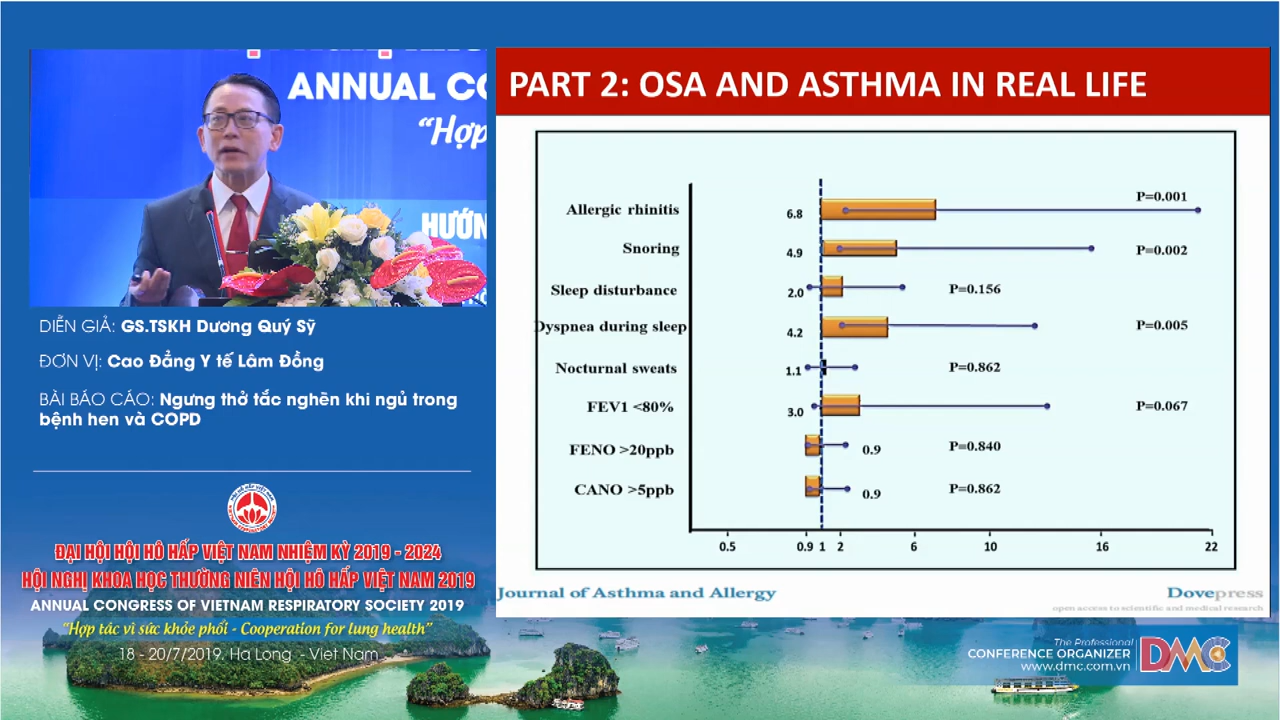 ANNUAL CO
“Hợp
HƯỚN
PART 2: OSA AND ASTHMA IN REAL LIFE
Allergic rhinitis 6.8 P=0.001
Snoring 4.9 P=0.002
Sleep disturbance 2.0 P=0.156
Dyspnea during sleep 4.2 P=0.005
Nocturnal sweats 1.1 P=0.862
FEV1 <80% 3.0 P=0.067
FENO >20ppb 0.9 P=0.840
CANO >5ppb 0.9 P=0.862
0.5 0.9 1 2 6 10 16 22
Journal of Asthma and Allergy
Dovepress
open access to scientific and medical research
DIỄN GIẢ: GS.TSKH Dương Quý Sỹ
ĐƠN VỊ: Cao Đẳng Y tế Lâm Đồng
BÀI BÁO CÁO: Ngưng thở tắc nghẽn khi ngủ trong
bệnh hen và COPD
ĐẠI HỘI HỘI HÔ HẤP VIỆT NAM NHIỆM KỲ 2019 - 2024
HỘI NGHỊ KHOA HỌC THƯỜNG NIÊN HỘI HÔ HẤP VIỆT NAM 2019
ANNUAL CONGRESS OF VIETNAM RESPIRATORY SOCIETY 2019
“Hợp tác vì sức khỏe phổi - Cooperation for lung health”
18 - 20/7/2019. Ha Long - Viet Nam
The Professional
CONFERENCE ORGANIZER
www.dmc.com.vn
DMC